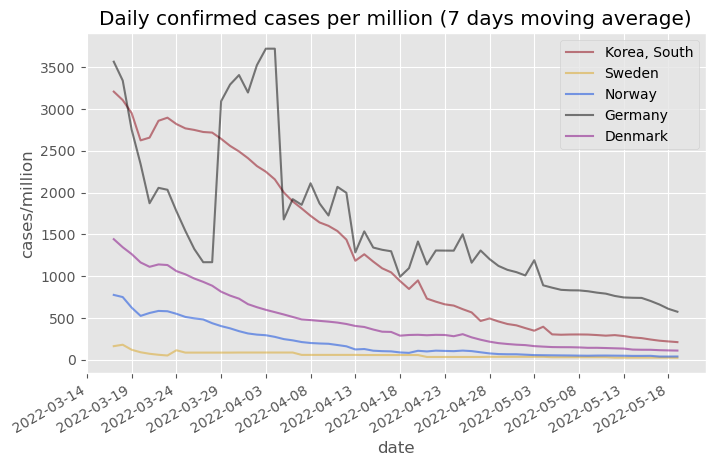 Daily confirmed cases per million (7 days moving average)
Korea, South
Sweden
Norway
Germany
Denmark
cases/million
3500
3000
2500
2000
1500
1000
500
0
2022-03-14
2022-03-19
2022-03-24
2022-03-29
2022-04-03
2022-04-08
2022-04-13
2022-04-18
2022-04-23
2022-04-28
2022-05-03
2022-05-08
2022-05-13
2022-05-18
date